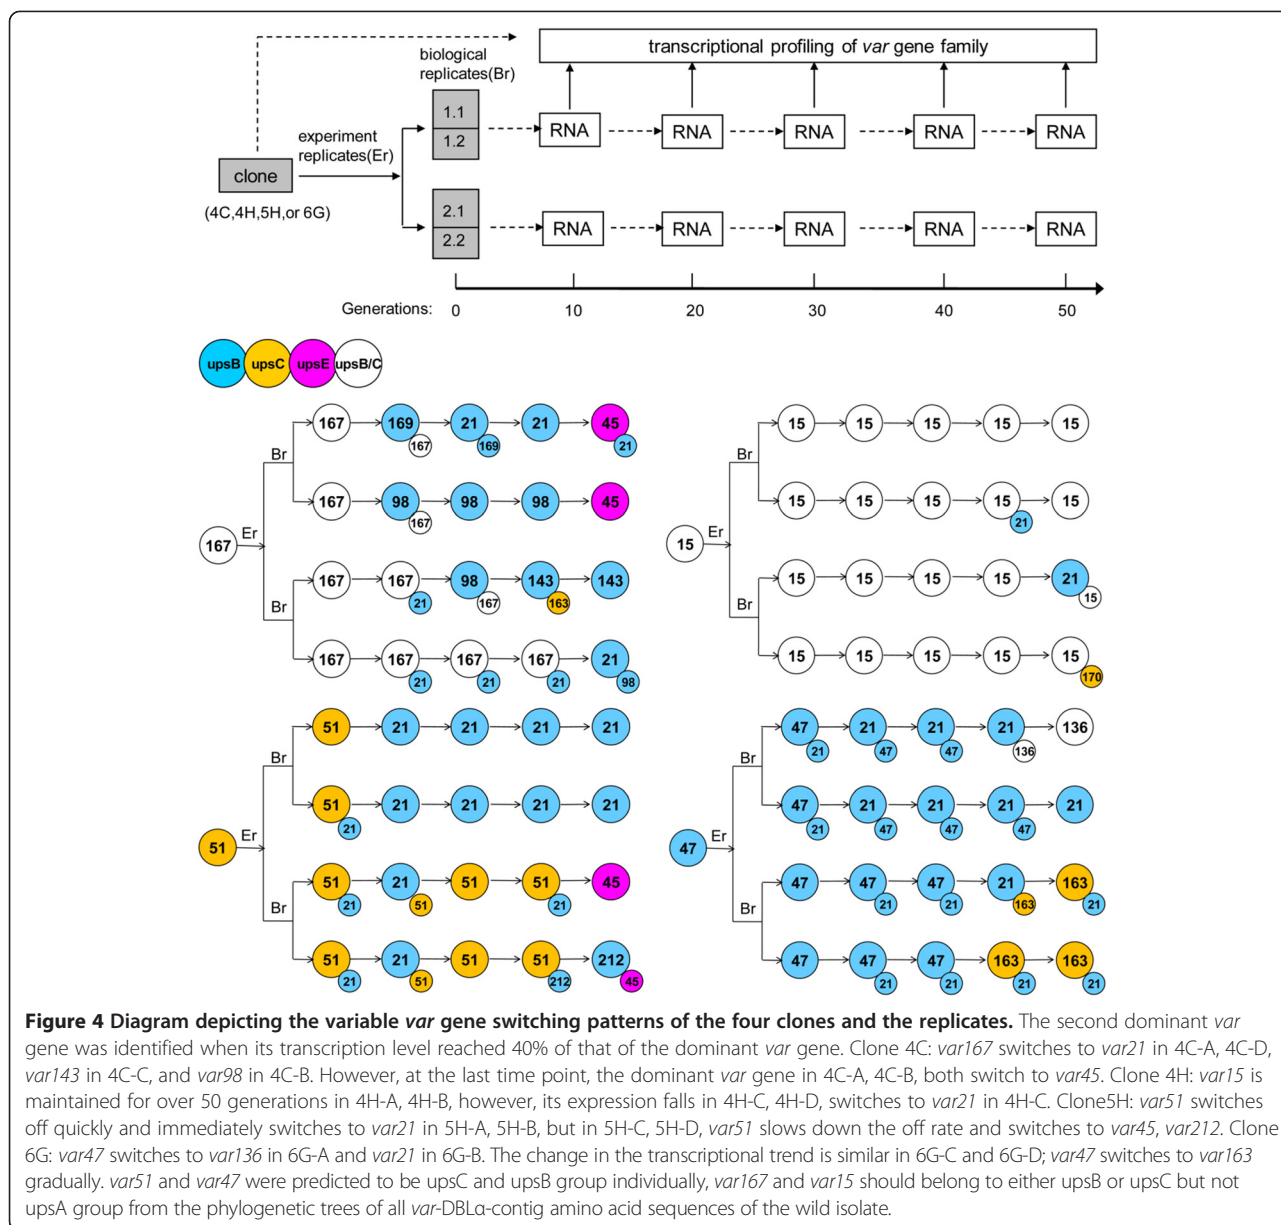 transcriptional profiling of var gene family
biological
replicates(Br)
1.1
1.2
RNA RNA RNA RNA RNA
experiment
replicates(Er)
clone
(4C,4H,5H,or 6G)
2.1
2.2
RNA RNA RNA RNA RNA
Generations: 0 10 20 30 40 50
upsB upsC upsE upsB/C
167 169 21 21 45
167 169 21
Br
167 98 98 98 45
167
Er
167
167 167 98 143 143
21 167 163
Br
167 167 167 167 21
21 21 21 98
15 15 15 15 15
Br
15 15 15 15 15
21
Er
15
15 15 15 15 21
15
Br
15 15 15 15 15
170
51 21 21 21 21
Br
51 21 21 21 21
21
Er
51
51 21 51 51 45
21 51 21
Br
51 21 51 51 212
21 51 212 45
47 21 21 21 136
21 47 47 136
Br
47 21 21 21 21
21 47 47 47
Er
47
47 47 47 21 163
21 21 163 21
Br
47 47 47 163 163
21 21 21 21
Figure 4 Diagram depicting the variable var gene switching patterns of the four clones and the replicates. The second dominant var
gene was identified when its transcription level reached 40% of that of the dominant var gene. Clone 4C: var167 switches to var21 in 4C-A, 4C-D,
var143 in 4C-C, and var98 in 4C-B. However, at the last time point, the dominant var gene in 4C-A, 4C-B, both switch to var45. Clone 4H: var15 is
maintained for over 50 generations in 4H-A, 4H-B, however, its expression falls in 4H-C, 4H-D, switches to var21 in 4H-C. Clone5H: var51 switches
off quickly and immediately switches to var21 in 5H-A, 5H-B, but in 5H-C, 5H-D, var51 slows down the off rate and switches to var45, var212. Clone
6G: var47 switches to var136 in 6G-A and var21 in 6G-B. The change in the transcriptional trend is similar in 6G-C and 6G-D; var47 switches to var163
gradually. var51 and var47 were predicted to be upsC and upsB group individually, var167 and var15 should belong to either upsB or upsC but not
upsA group from the phylogenetic trees of all var-DBLα-contig amino acid sequences of the wild isolate.